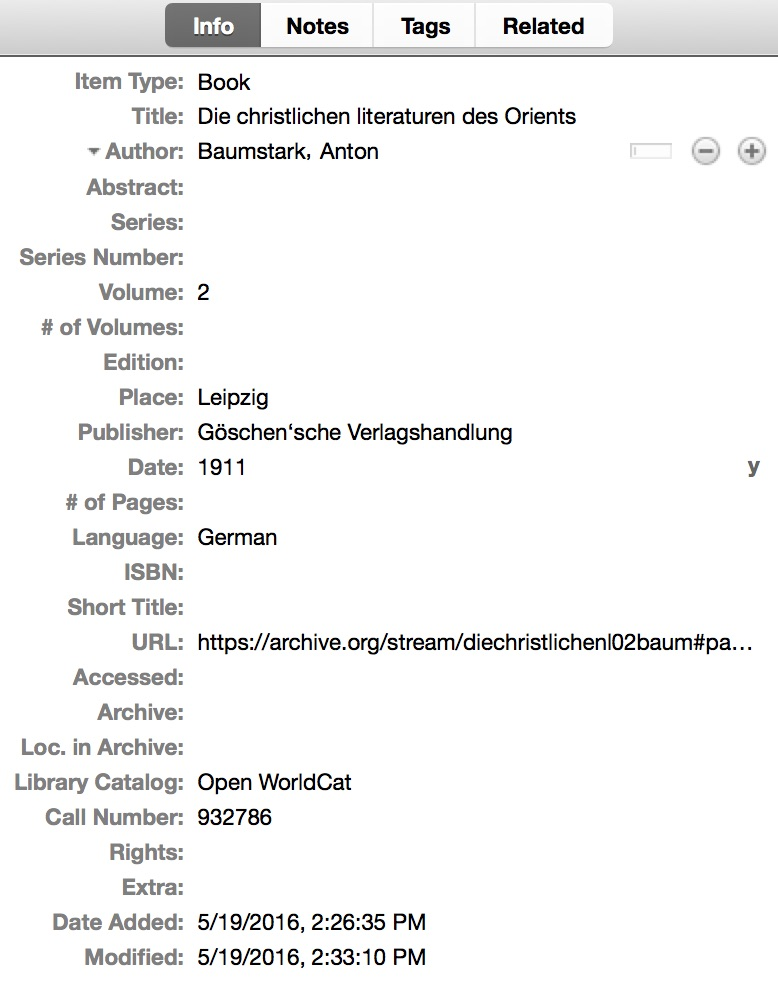 Info Notes Tags Related
Item Type: Book
Title: Die christlichen literaturen des Orients
Author: Baumstark, Anton
Abstract:
Series:
Series Number:
Volume: 2
# of Volumes:
Edition:
Place: Leipzig
Publisher: Göschen‘sche Verlagshandlung
Date: 1911 y
# of Pages:
Language: German
ISBN:
Short Title:
URL: https://archive.org/stream/diechristlichenl02baum#pa...
Accessed:
Archive:
Loc. in Archive:
Library Catalog: Open WorldCat
Call Number: 932786
Rights:
Extra:
Date Added: 5/19/2016, 2:26:35 PM
Modified: 5/19/2016, 2:33:10 PM